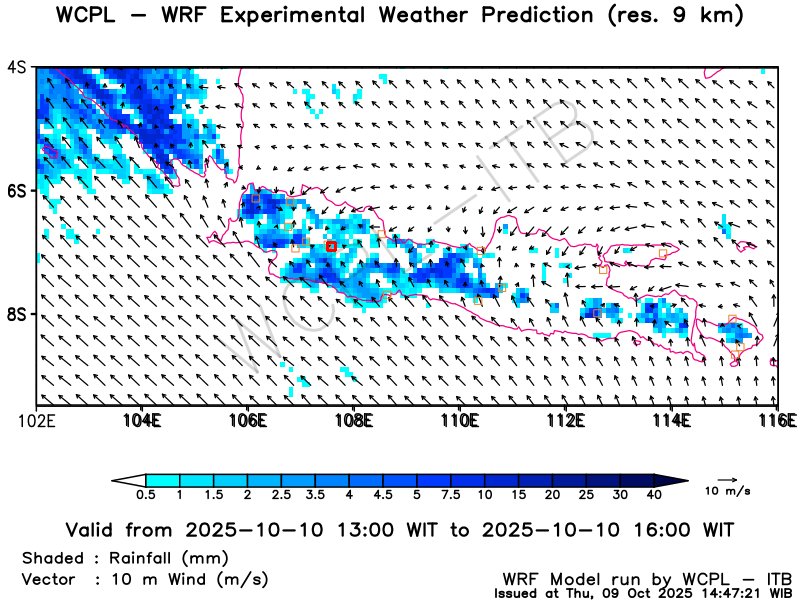 WCPL – WRF Experimental Weather Prediction (res. 9 km)
4S
6S
8S
102E 104E 106E 108E 110E 112E 114E 116E
WCPL–ITB
0.5 1 1.5 2 2.5 3.5 4 4.5 5 7.5 10 15 20 25 30 40
10 m/s
Valid from 2025-10-10 13:00 WIT to 2025-10-10 16:00 WIT
Shaded : Rainfall (mm)
Vector : 10 m Wind (m/s)
WRF Model run by WCPL – ITB
Issued at Thu, 09 Oct 2025 14:47:21 WIB